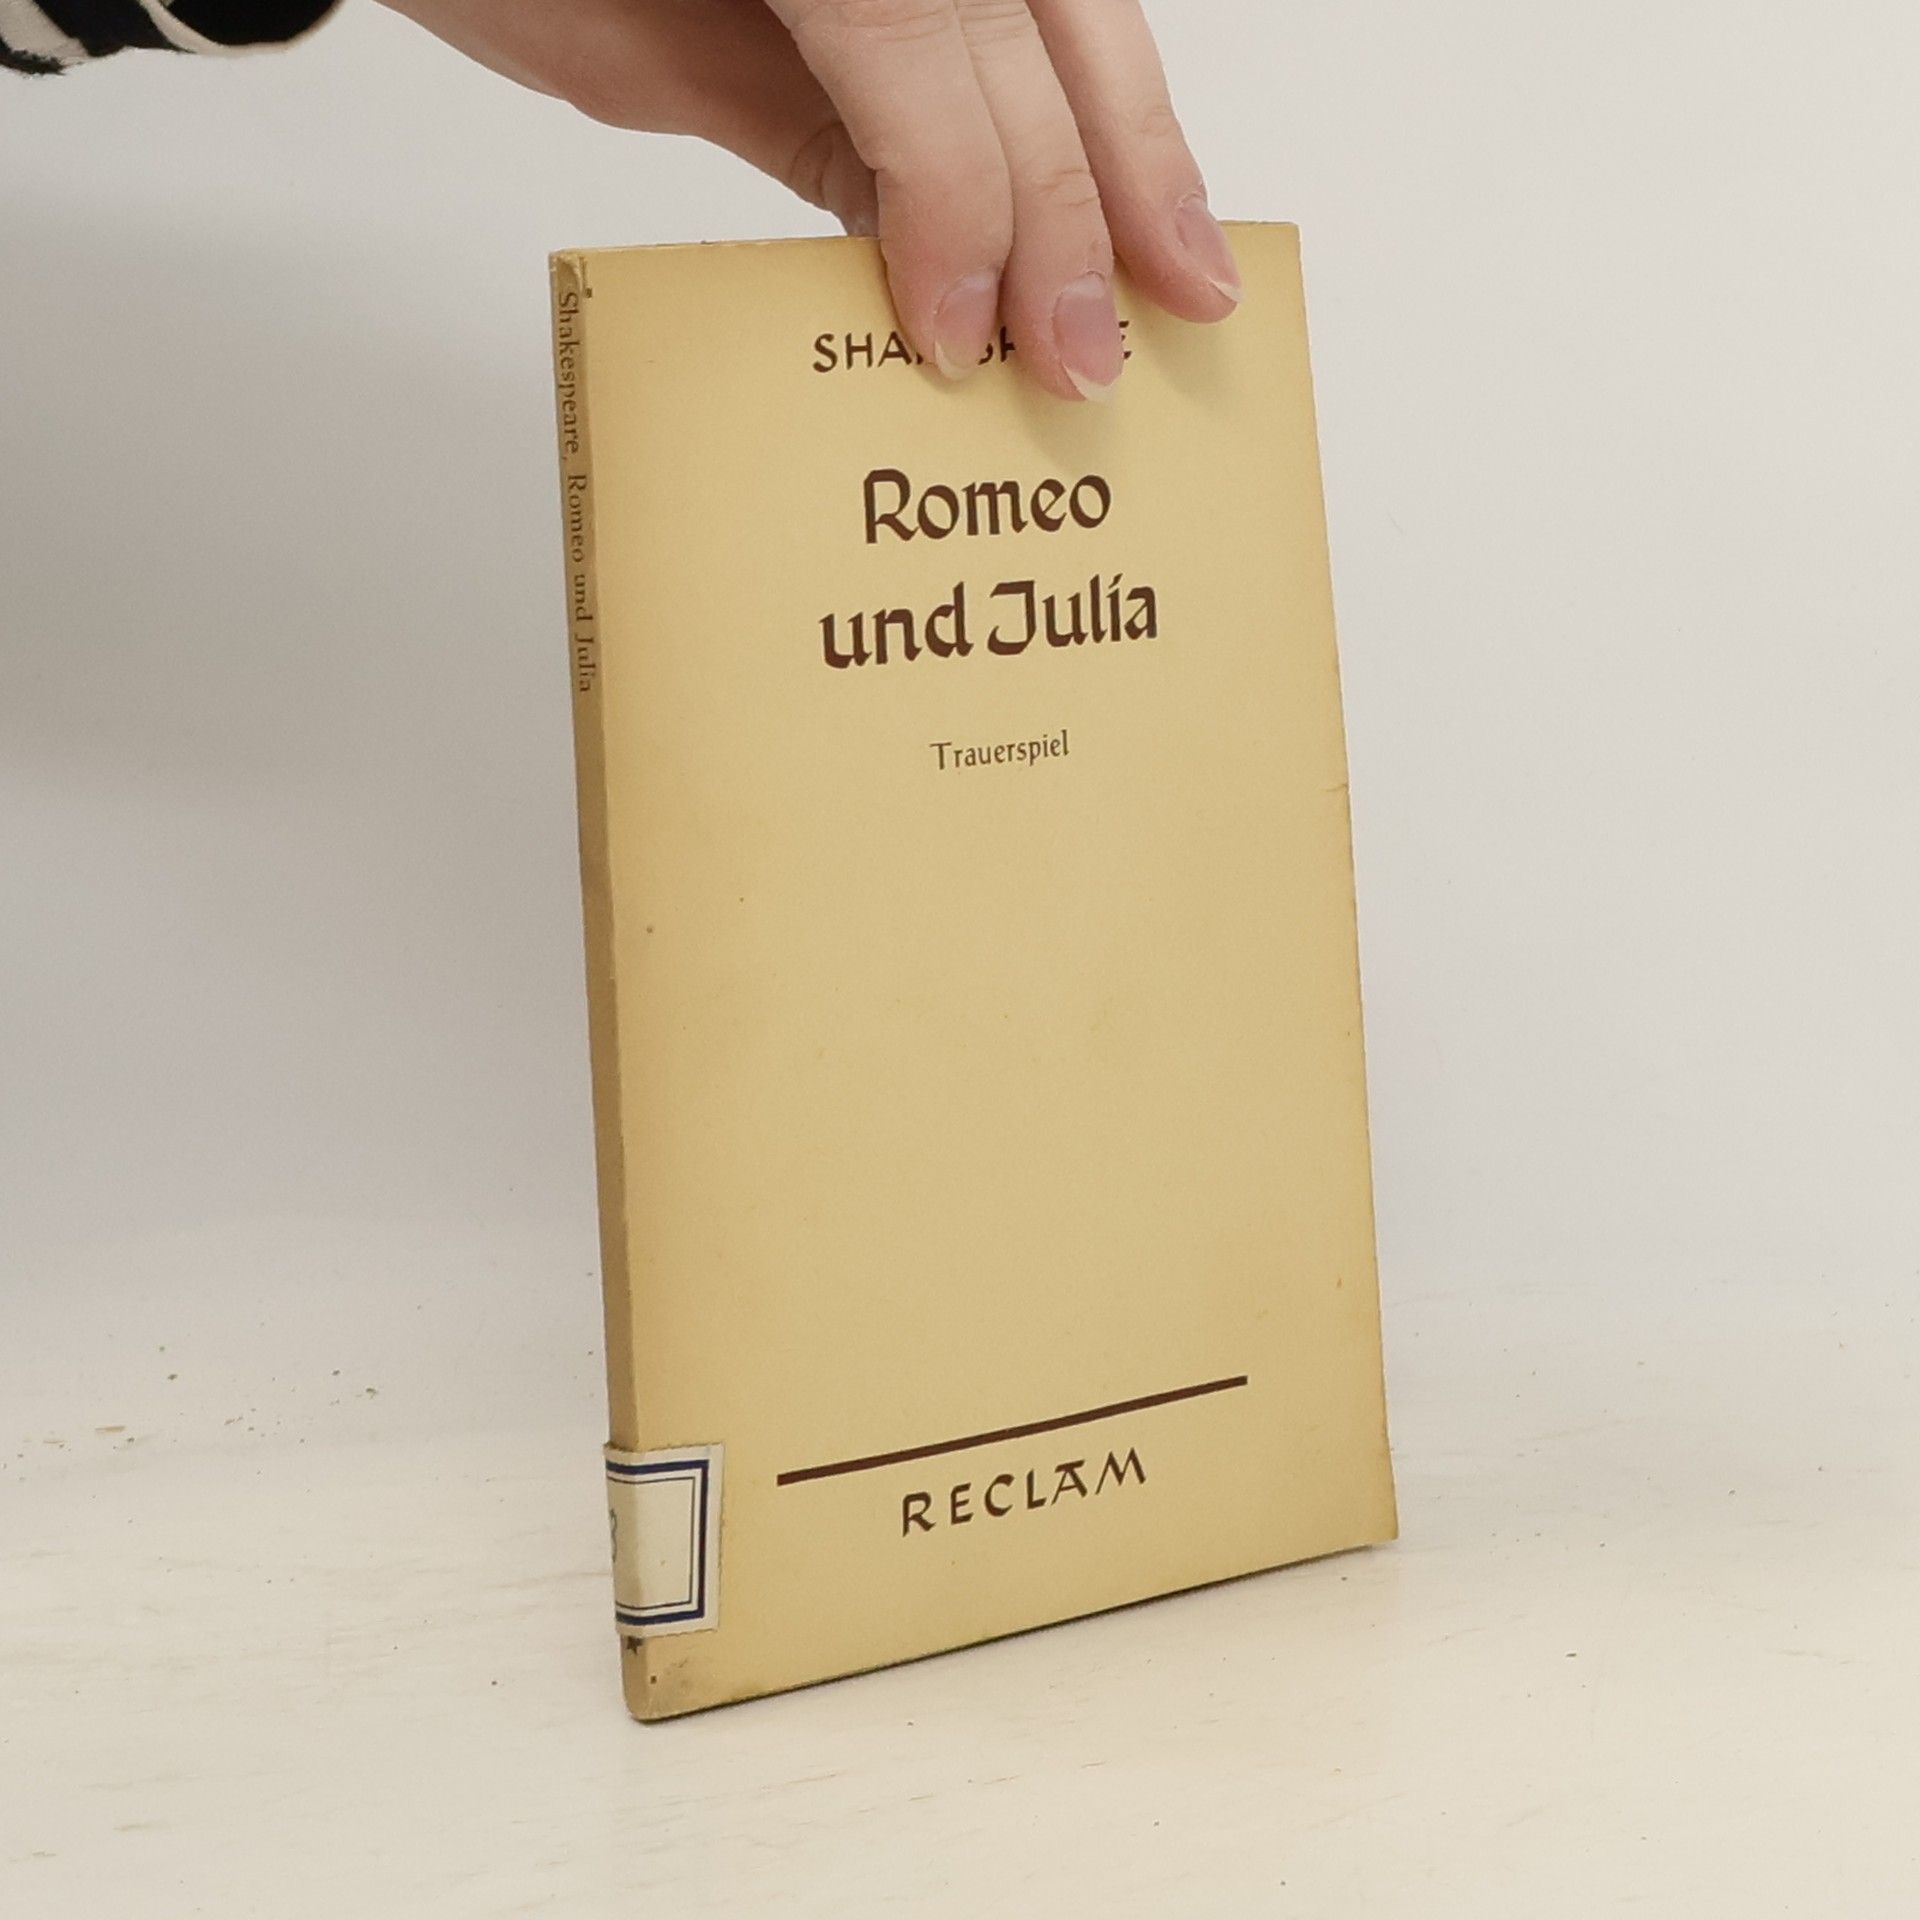 Shakespeare, Romeo und Julia
Romeo
und Julia
Trauerspiel
RECLAM